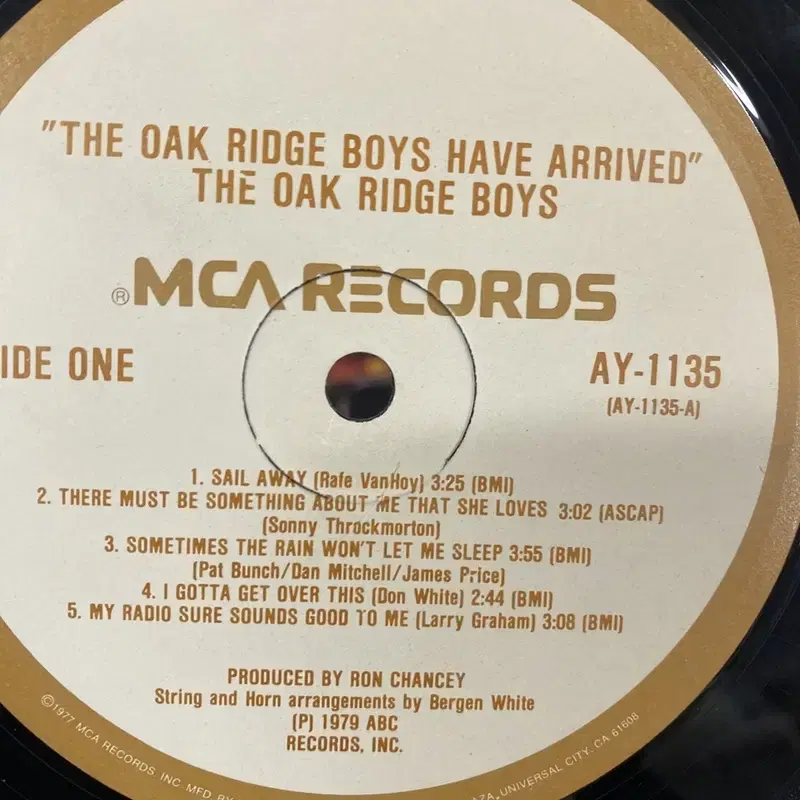 "THE OAK RIDGE BOYS HAVE ARRIVED"
THE OAK RIDGE BOYS
®MCA RECORDS
IDE ONE
AY-1135
(AY-1135-A)
1. SAIL AWAY (Rafe VanHoy) 3:25 (BMI)
2. THERE MUST BE SOMETHING ABOUT ME THAT SHE LOVES 3:02 (ASCAP)
(Sonny Throckmorton)
3. SOMETIMES THE RAIN WON'T LET ME SLEEP 3:55 (BMI)
(Pat Bunch/Dan Mitchell/James Price)
4. I GOTTA GET OVER THIS (Don White) 2:44 (BMI)
5. MY RADIO SURE SOUNDS GOOD TO ME (Larry Graham) 3:08 (BMI)
PRODUCED BY RON CHANCEY
String and Horn arrangements by Bergen White
(P) 1979 ABC
RECORDS, INC.
©1977 MCA RECORDS, INC. MFD. BY
ZA, UNIVERSAL CITY, CA 61608